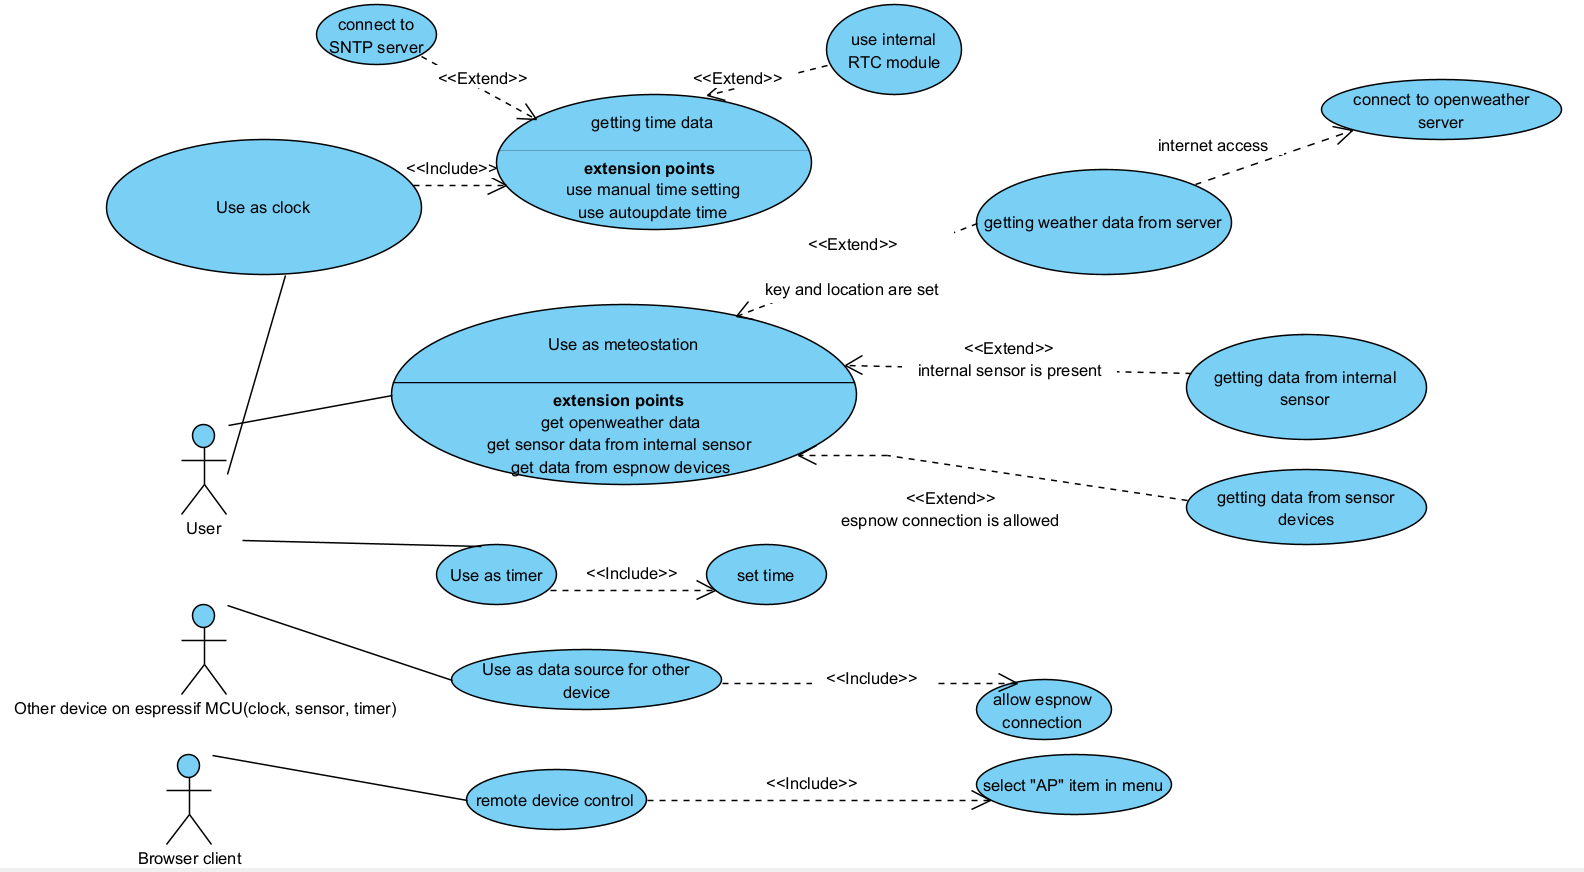 connect to
SNTP server
<<Extend>>
use internal
RTC module
<<Extend>>
getting time data
extension points
use manual time setting
use autoupdate time
<<Include>>
Use as clock
connect to openweather
server
internet access
getting weather data from server
<<Extend>>
key and location are set
Use as meteostation
extension points
get openweather data
get sensor data from internal sensor
get data from espnow devices
<<Extend>>
internal sensor is present
getting data from internal
sensor
<<Extend>>
espnow connection is allowed
getting data from sensor
devices
User
Use as timer
<<Include>>
set time
Other device on espressif MCU(clock, sensor, timer)
Use as data source for other
device
<<Include>>
allow espnow
connection
Browser client
remote device control
<<Include>>
select "AP" item in menu